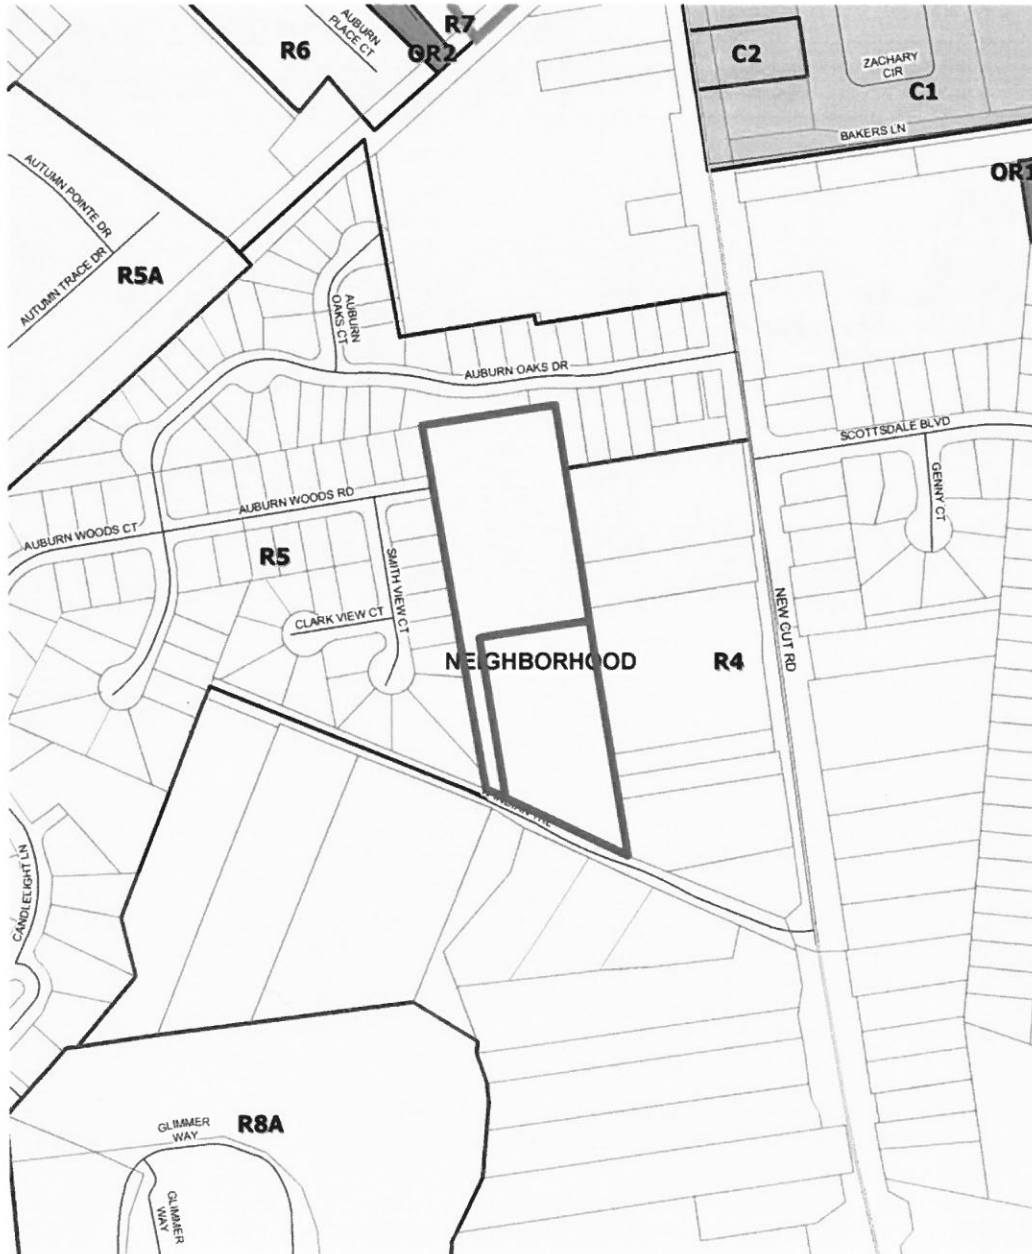 R7
AUBURN
PLACE CT
R6
OR2
C2
ZACHARY
CIR
C1
BAKERS LN
OR1
AUTUMN POINTE DR
AUTUMN TRACE DR
R5A
AUBURN
OAKS CT
AUBURN OAKS DR
SCOTTSDALE BLVD
GENNY CT
AUBURN WOODS RD
AUBURN WOODS CT
R5
SMITH VIEW CT
CLARK VIEW CT
NEW CUT RD
NEIGHBORHOOD
R4
CANDLELIGHT LN
GLIMMER
WAY
R8A
GLIMMER
WAY